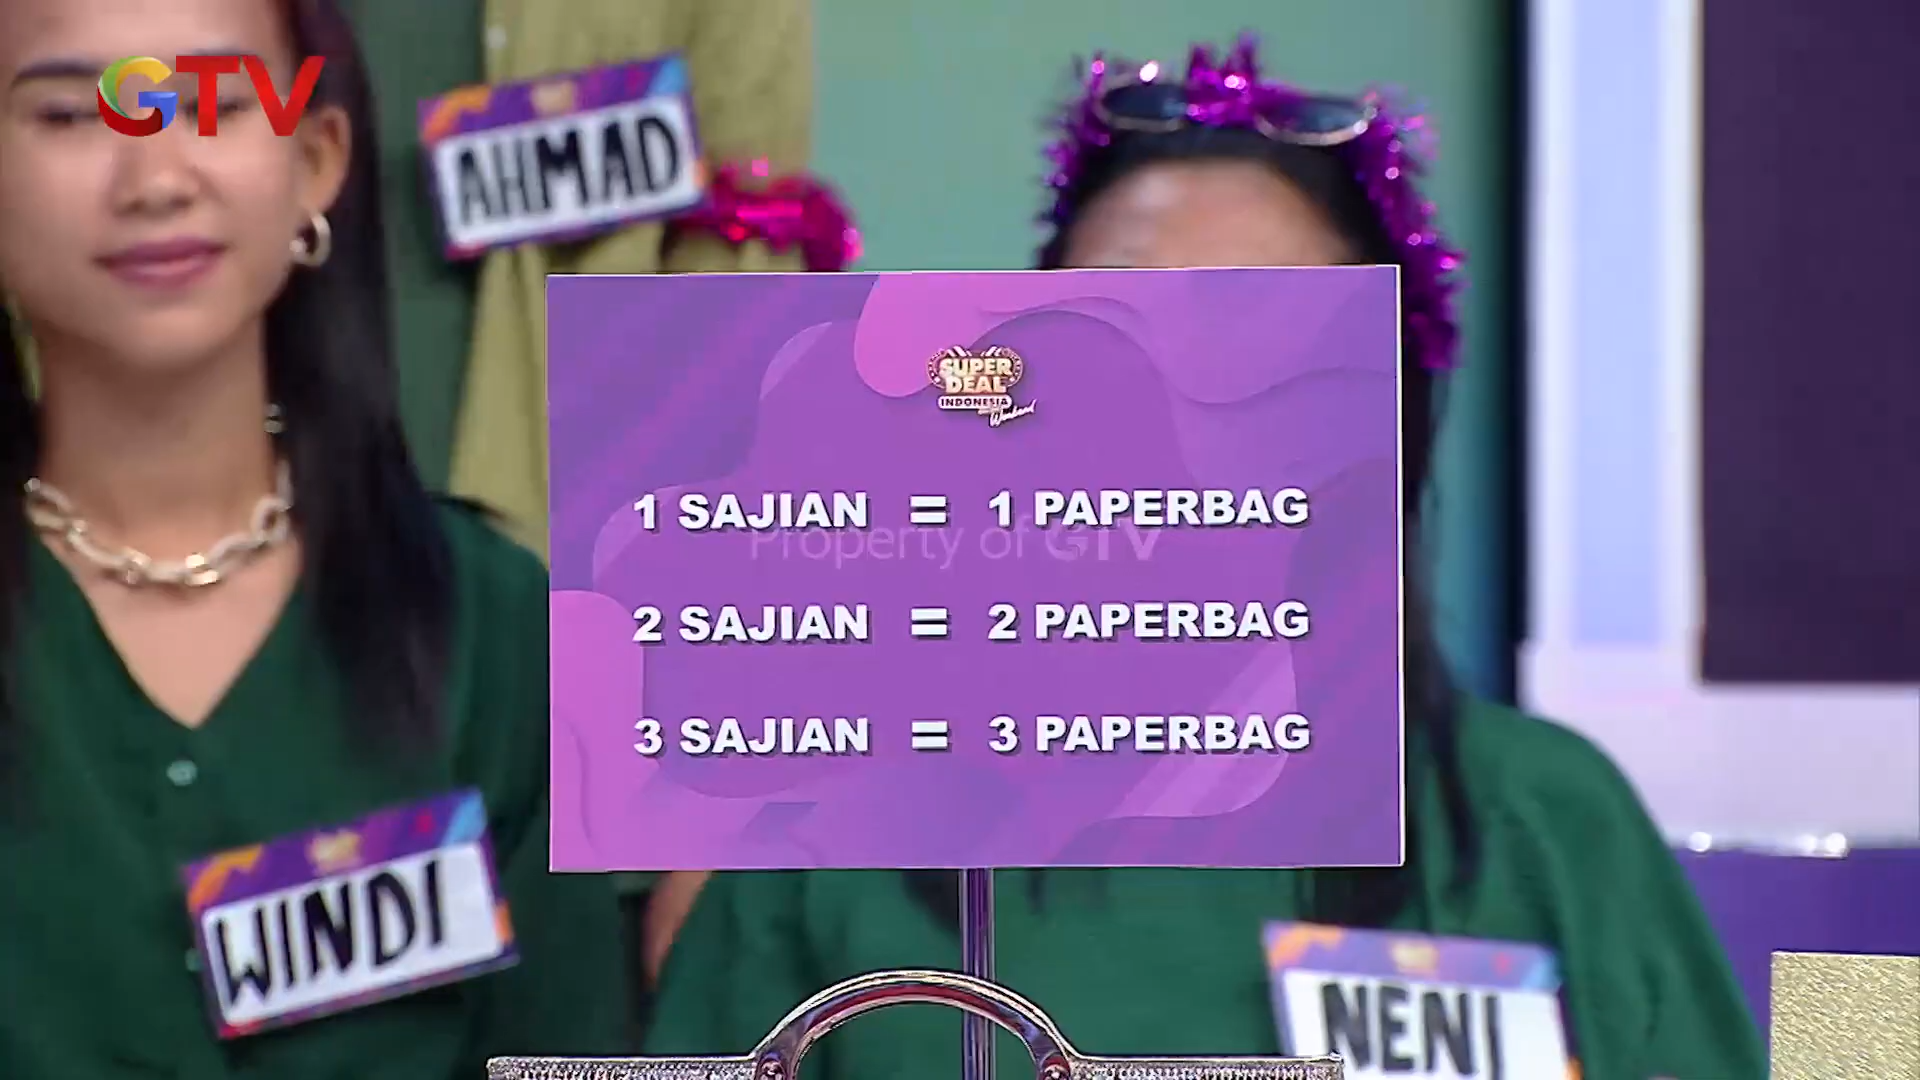 GTV
AHMAD
SUPER
DEAL
INDONESIA
Weekend
1 SAJIAN = 1 PAPERBAG
Property of GTV
2 SAJIAN = 2 PAPERBAG
3 SAJIAN = 3 PAPERBAG
WINDI
NENI